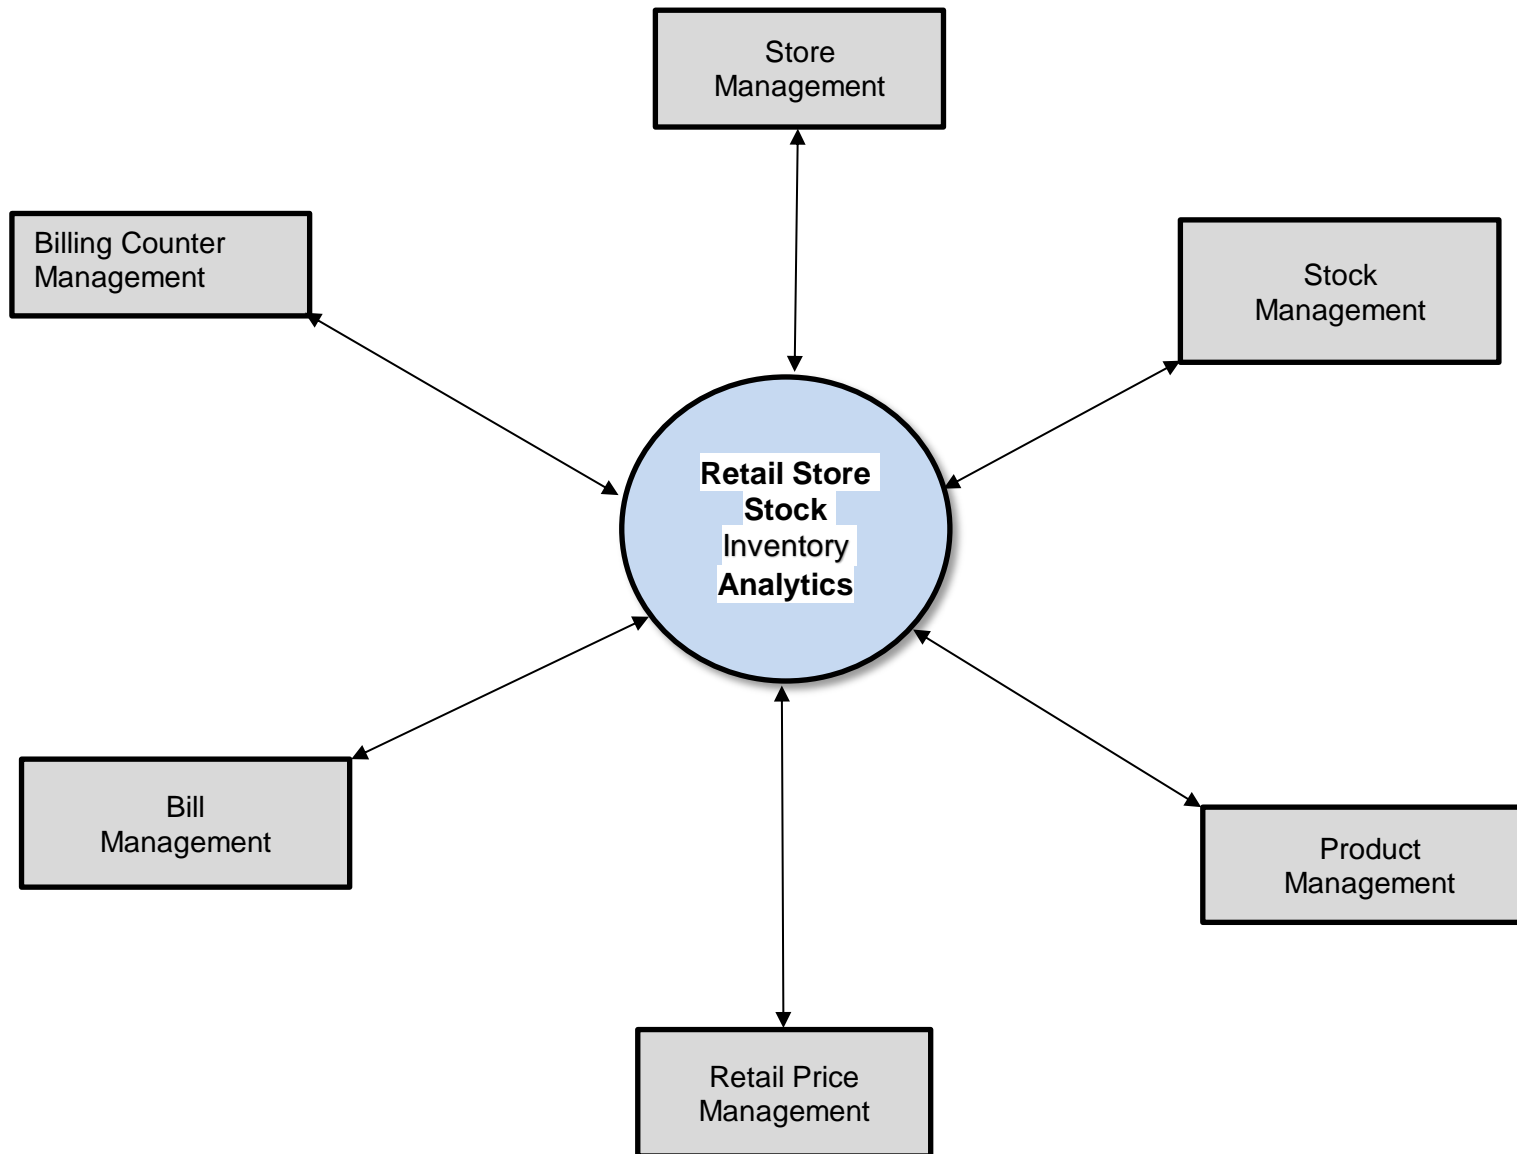 Store
Management
Billing Counter
Management
Stock
Management
Retail Store
Stock
Inventory
Analytics
Bill
Management
Product
Management
Retail Price
Management